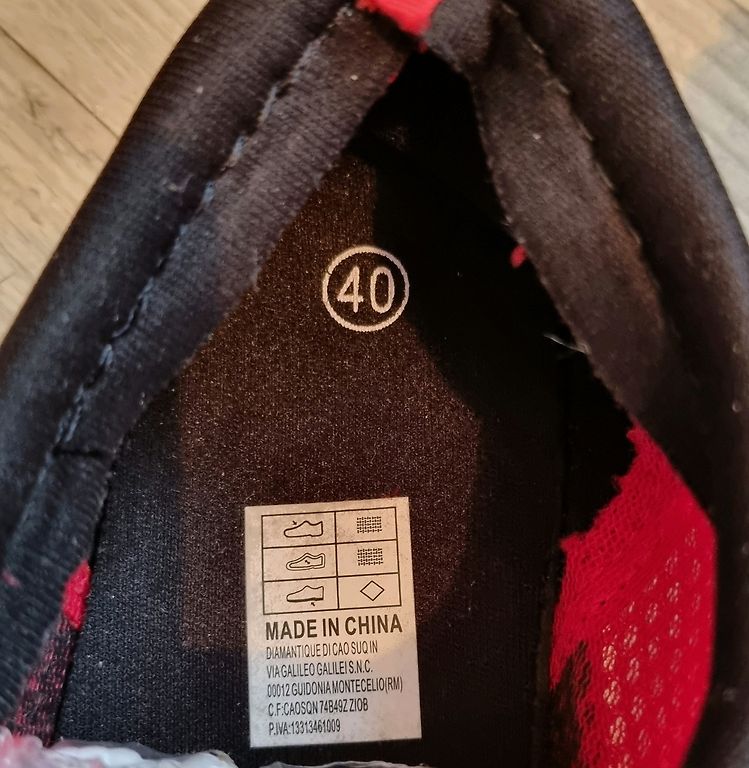 40
MADE IN CHINA
DIAMANTIQUE DI CAO SUQ IN
VIA GALILEO GALILEI S.N.C.
00012 GUIDONIA MONTECELIO(RM)
C.F:CAOSQN 74B49Z ZIOB
P.IVA:13313461009